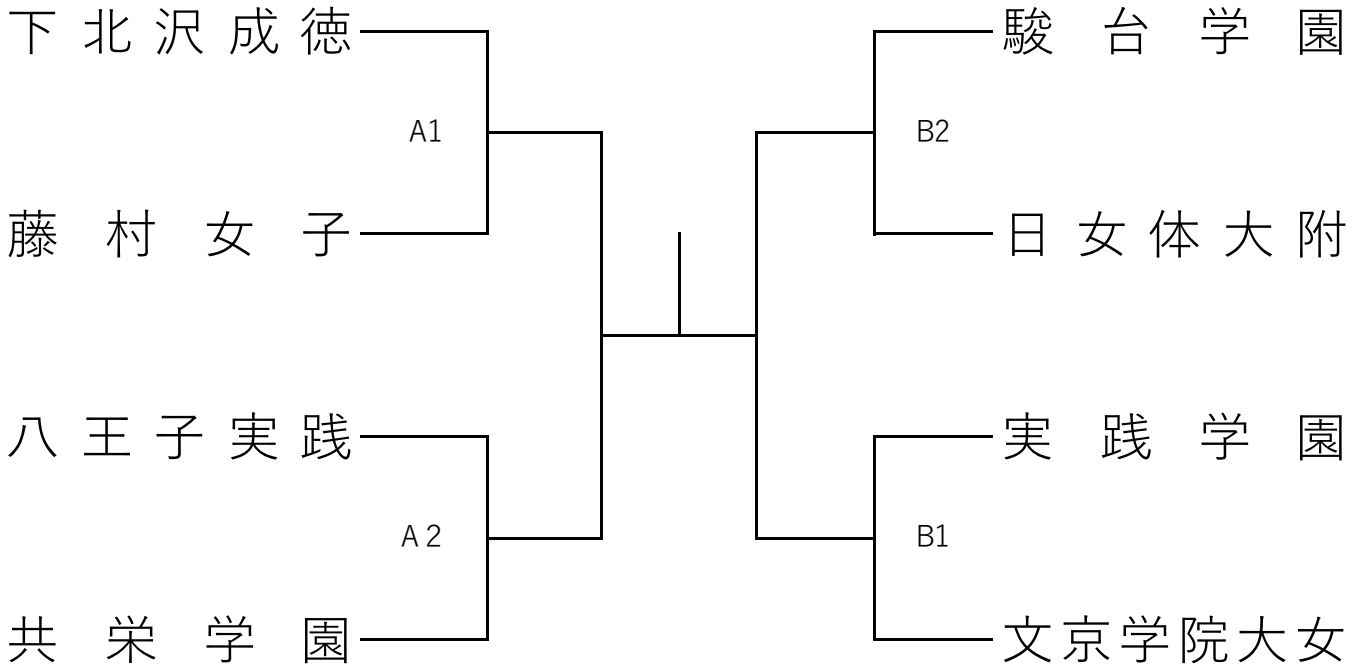 下北沢成徳
A1
藤村女子
八王子実践
A 2
共栄学園
駿台学園
B2
日女体大附
実践学園
B1
文京学院大女